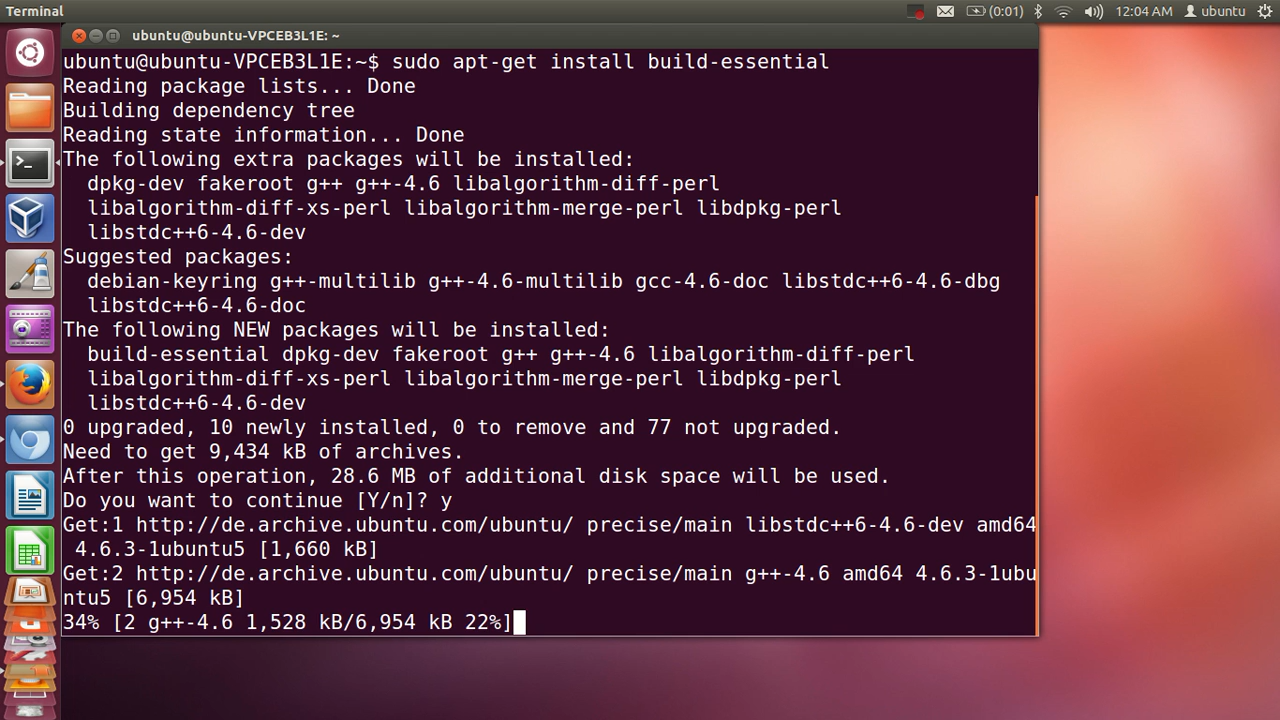 Terminal
(0:01)
12:04 AM
ubuntu
ubuntu@ubuntu-VPCEB3L1E: ~
ubuntu@ubuntu-VPCEB3L1E:~$ sudo apt-get install build-essential
Reading package lists... Done
Building dependency tree
Reading state information... Done
The following extra packages will be installed:
  dpkg-dev fakeroot g++ g++-4.6 libalgorithm-diff-perl
  libalgorithm-diff-xs-perl libalgorithm-merge-perl libdpkg-perl
  libstdc++6-4.6-dev
Suggested packages:
  debian-keyring g++-multilib g++-4.6-multilib gcc-4.6-doc libstdc++6-4.6-dbg
  libstdc++6-4.6-doc
The following NEW packages will be installed:
  build-essential dpkg-dev fakeroot g++ g++-4.6 libalgorithm-diff-perl
  libalgorithm-diff-xs-perl libalgorithm-merge-perl libdpkg-perl
  libstdc++6-4.6-dev
0 upgraded, 10 newly installed, 0 to remove and 77 not upgraded.
Need to get 9,434 kB of archives.
After this operation, 28.6 MB of additional disk space will be used.
Do you want to continue [Y/n]? y
Get:1 http://de.archive.ubuntu.com/ubuntu/ precise/main libstdc++6-4.6-dev amd64
 4.6.3-1ubuntu5 [1,660 kB]
Get:2 http://de.archive.ubuntu.com/ubuntu/ precise/main g++-4.6 amd64 4.6.3-1ubu
ntu5 [6,954 kB]
34% [2 g++-4.6 1,528 kB/6,954 kB 22%]